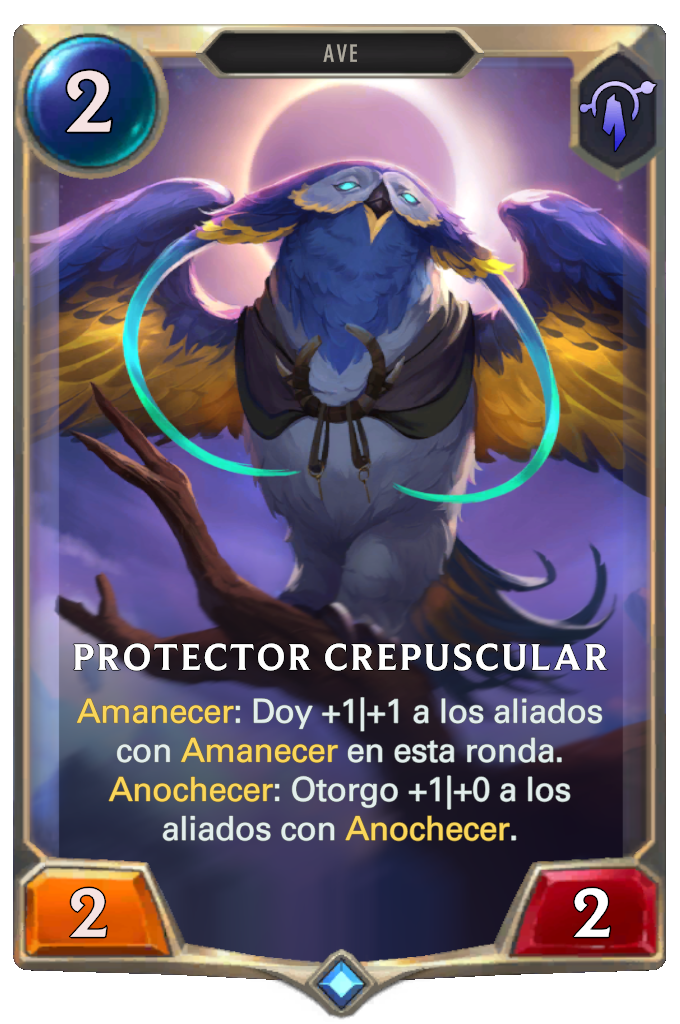 AVE
2
PROTECTOR CREPUSCULAR
Amanecer: Doy +1|+1 a los aliados
con Amanecer en esta ronda.
Anochecer: Otorgo +1|+0 a los
aliados con Anochecer.
2
2